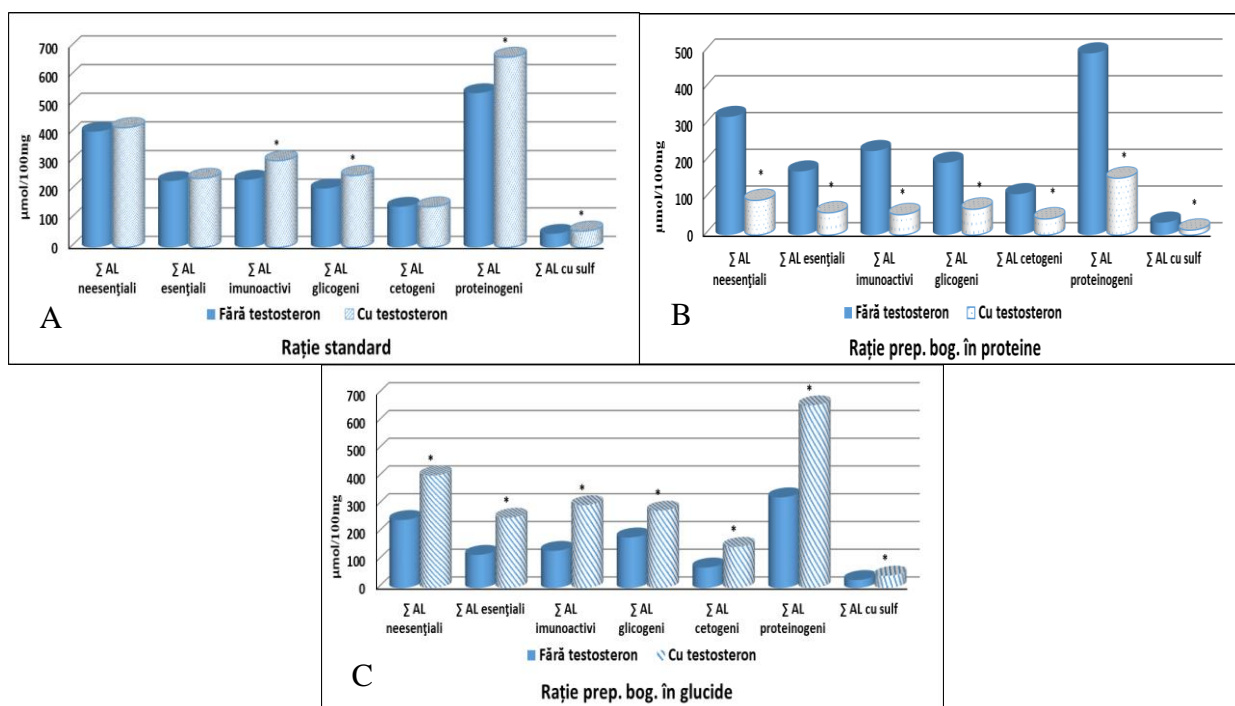 700
600
500
400
300
200
100
0
µmol/100mg
* * * * *
∑ AL ∑ AL ∑ AL ∑ AL ∑ AL ∑ AL ∑ AL cu sulf
neesențiali esențiali imunoactivi glicogeni cetogeni proteinogeni
Fără testosteron Cu testosteron
A
Rație standard
500
400
300
200
100
0
µmol/100mg
* * * * * * *
∑ AL ∑ AL esențiali ∑ AL ∑ AL ∑ AL cetogeni ∑ AL ∑ AL cu sulf
neesențiali imunoactivi glicogeni proteinogeni
Fără testosteron Cu testosteron
B
Rație prep. bog. în proteine
700
600
500
400
300
200
100
0
µmol/100mg
* * * * * * *
∑ AL ∑ AL esențiali ∑ AL ∑ AL ∑ AL ∑ AL ∑ AL cu sulf
neesențiali imunoactivi glicogeni cetogeni proteinogeni
Fără testosteron Cu testosteron
C
Rație prep. bog. în glucide